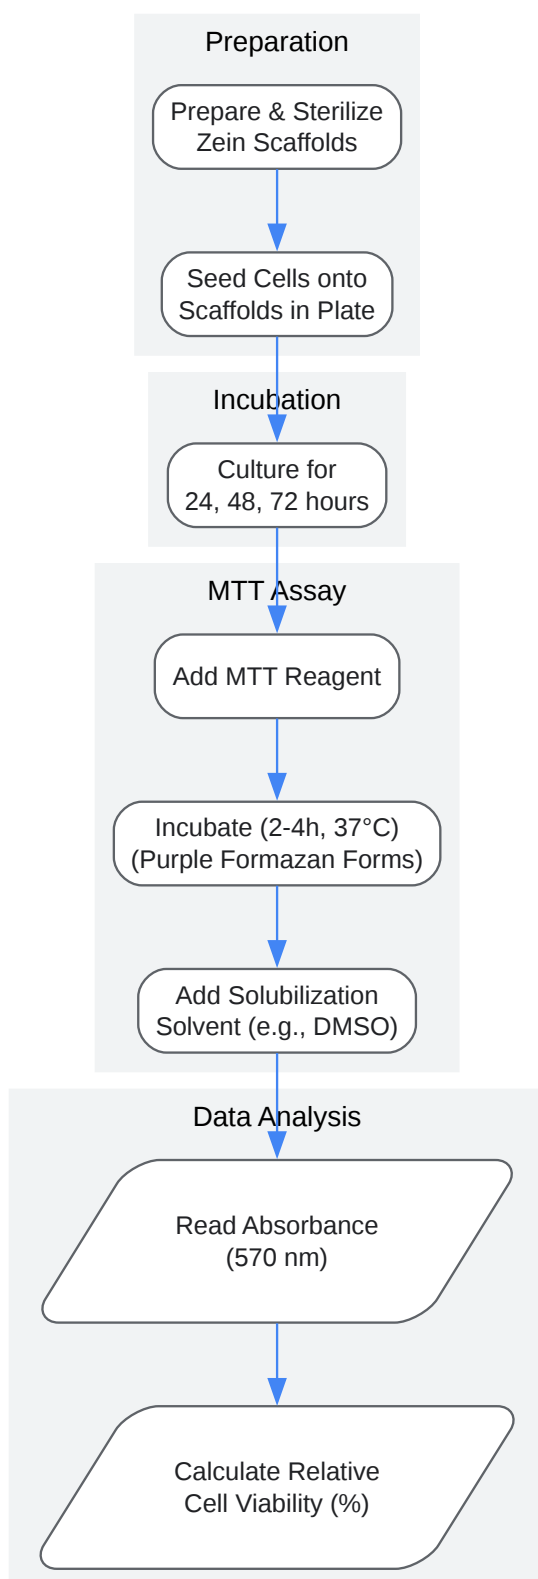 Preparation
Prepare & Sterilize
Zein Scaffolds
Seed Cells onto
Scaffolds in Plate
Incubation
Culture for
24, 48, 72 hours
MTT Assay
Add MTT Reagent
Incubate (2-4h, 37°C)
(Purple Formazan Forms)
Add Solubilization
Solvent (e.g., DMSO)
Data Analysis
Read Absorbance
(570 nm)
Calculate Relative
Cell Viability (%)